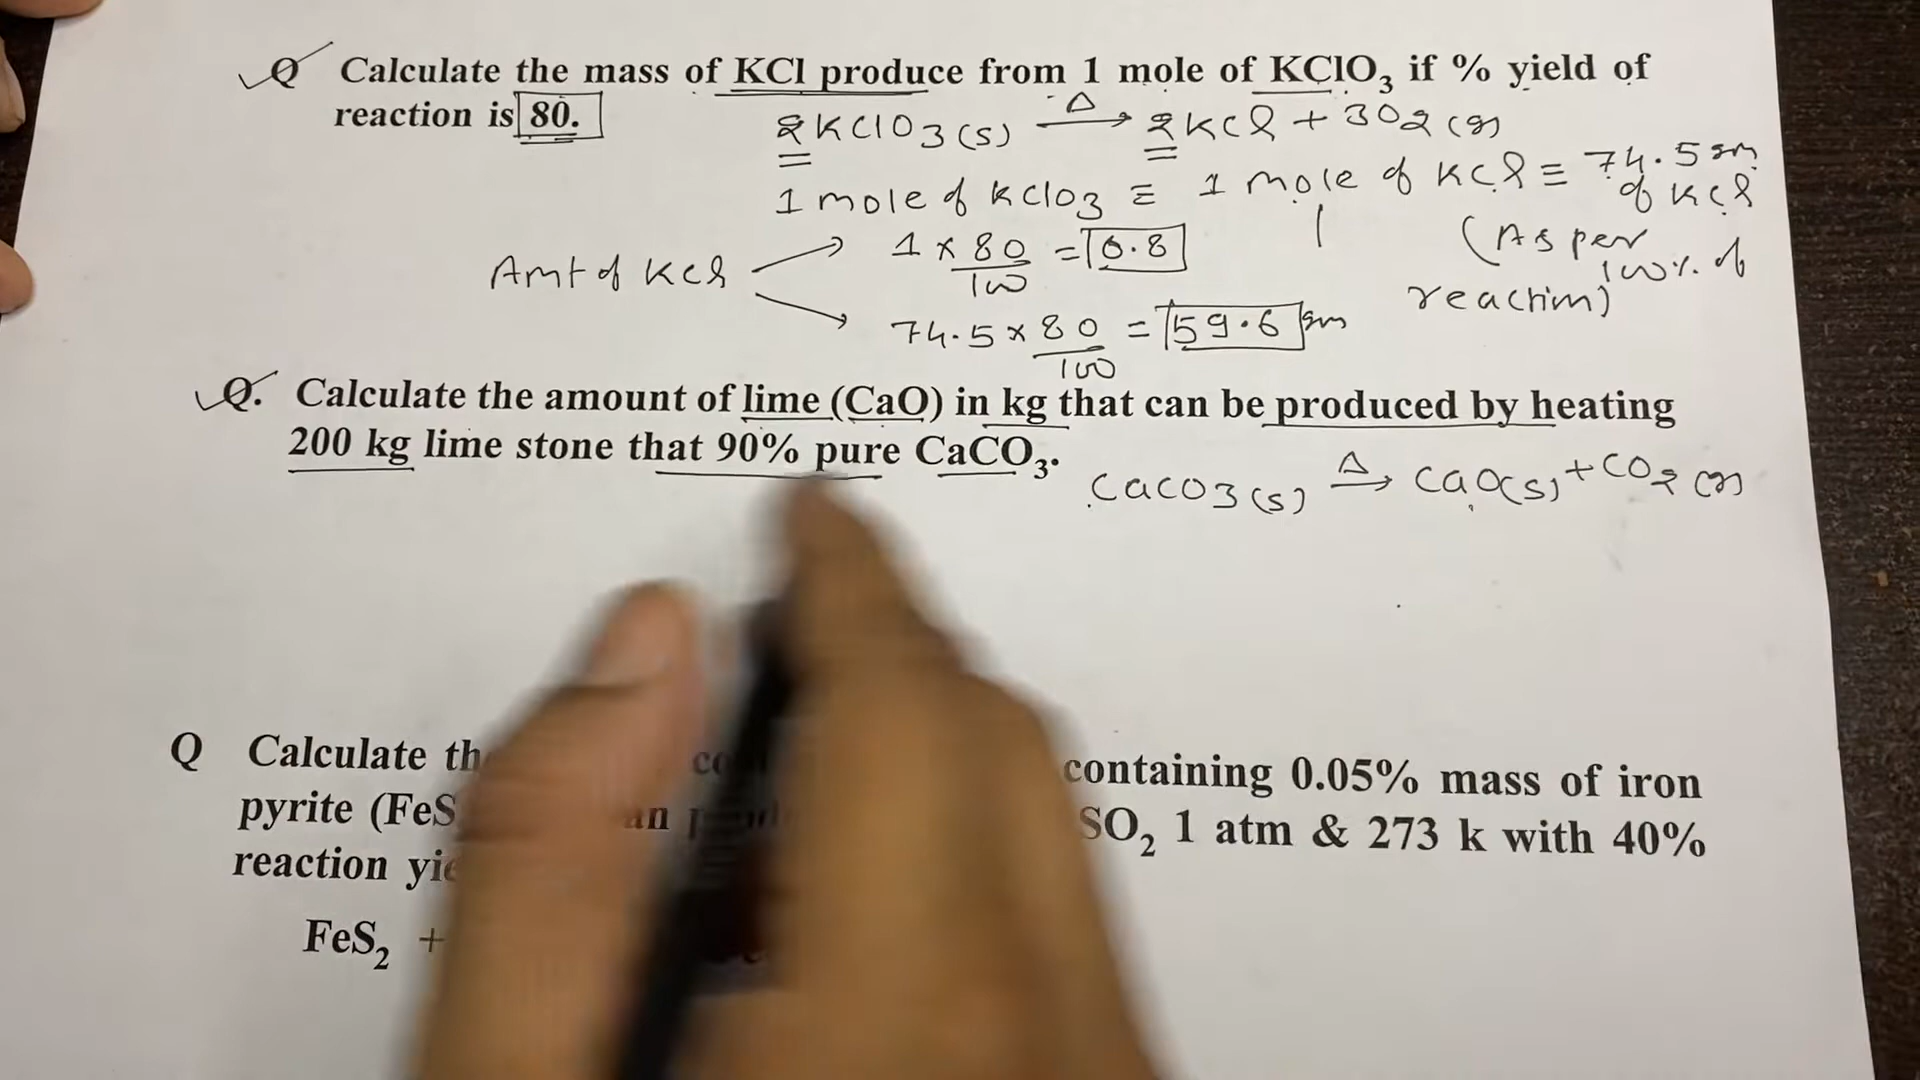 Q Calculate the mass of KCl produce from 1 mole of KClO₃ if % yield of
reaction is 80.
2KClO3(s) —Δ→ 2KCl + 3O2(g)
1 mole of KClO3 ≡ 1 mole of KCl ≡ 74.5 gm
of KCl
(As per
100% of
reaction)
Amt of KCl
1 × 80/100 = 0.8
74.5 × 80/100 = 59.6 gm
Q. Calculate the amount of lime (CaO) in kg that can be produced by heating
200 kg lime stone that 90% pure CaCO₃.
CaCO3(s) —Δ→ CaO(s) + CO2(g)
Q Calculate containing 0.05% mass of iron
pyrite (FeS SO₂ 1 atm & 273 k with 40%
reaction
FeS₂ +